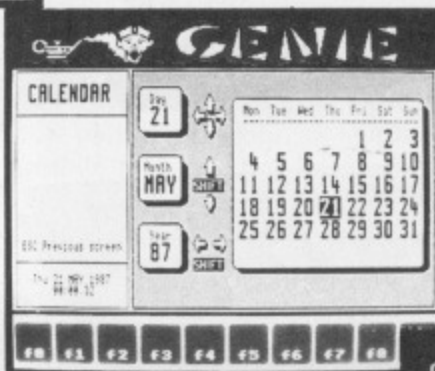 GENIE
CALENDAR
Day
21
Month
MAY
SHIFT
Year
87
SHIFT
Mon Tue Wed Thu Fri Sat Sun
1 2 3
4 5 6 7 8 9 10
11 12 13 14 15 16 17
18 19 20 21 22 23 24
25 26 27 28 29 30 31
ESC Previous screen
Thu 21 MAY 1987
f0 f1 f2 f3 f4 f5 f6 f7 f8